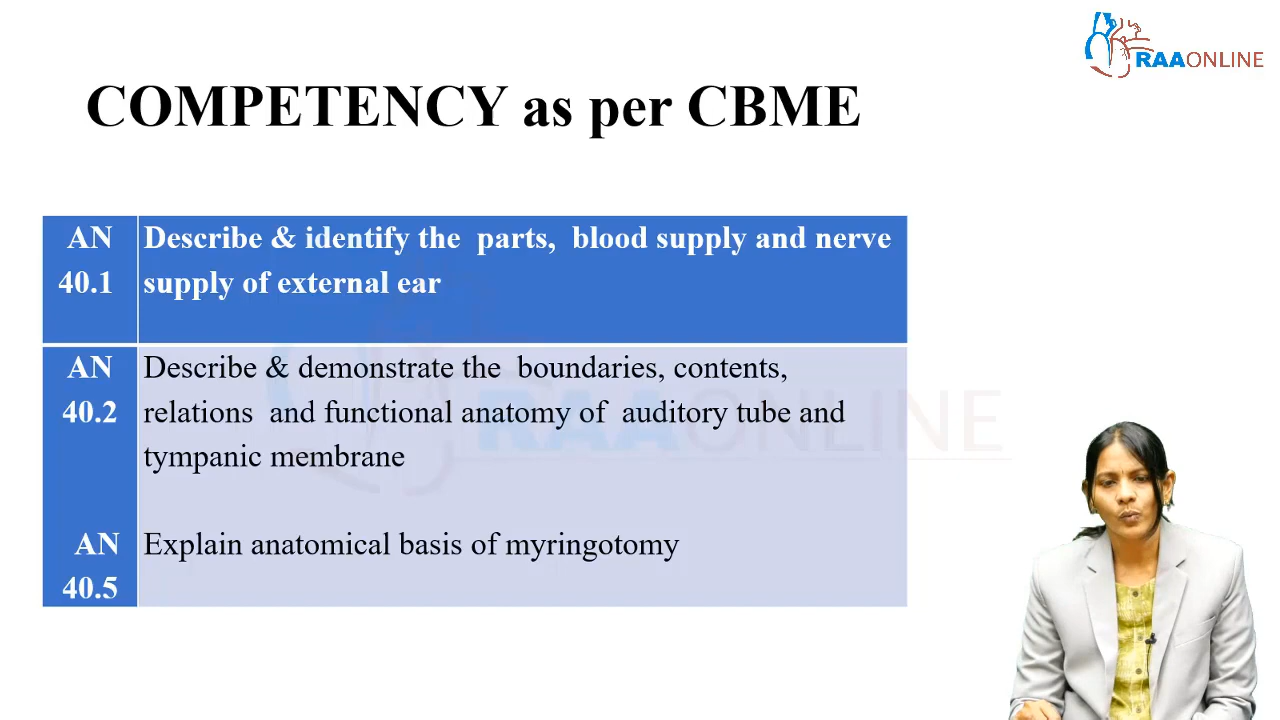 RAAONLINE
COMPETENCY as per CBME
AN Describe & identify the parts, blood supply and nerve
40.1 supply of external ear
AN Describe & demonstrate the boundaries, contents,
40.2 relations and functional anatomy of auditory tube and
tympanic membrane
AN Explain anatomical basis of myringotomy
40.5
RAAONLINE